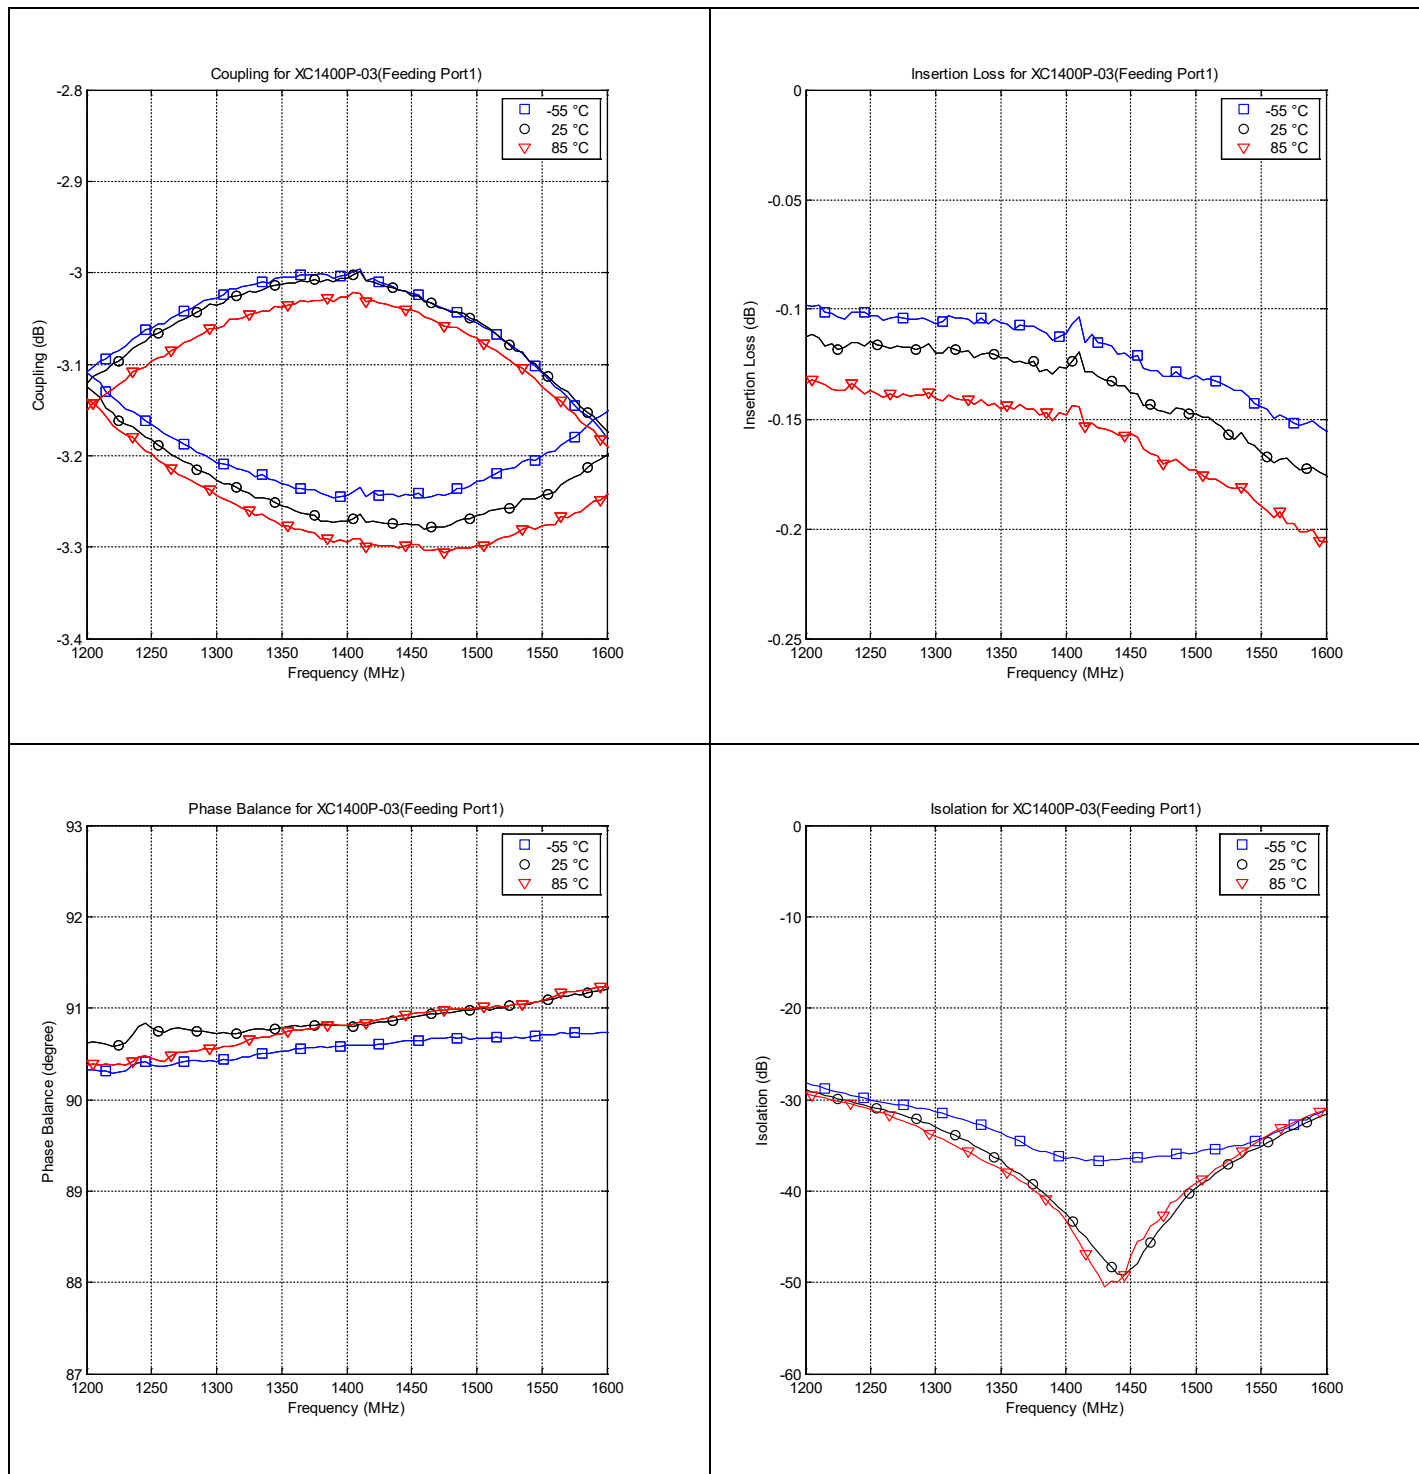 Coupling for XC1400P-03(Feeding Port1)
-2.8
-2.9
-3
-3.1
-3.2
-3.3
-3.4
Coupling (dB)
-55 °C
25 °C
85 °C
1200 1250 1300 1350 1400 1450 1500 1550 1600
Frequency (MHz)
Insertion Loss for XC1400P-03(Feeding Port1)
0
-0.05
-0.1
-0.15
-0.2
-0.25
Insertion Loss (dB)
-55 °C
25 °C
85 °C
1200 1250 1300 1350 1400 1450 1500 1550 1600
Frequency (MHz)
Phase Balance for XC1400P-03(Feeding Port1)
93
92
91
90
89
88
87
Phase Balance (degree)
-55 °C
25 °C
85 °C
1200 1250 1300 1350 1400 1450 1500 1550 1600
Frequency (MHz)
Isolation for XC1400P-03(Feeding Port1)
0
-10
-20
-30
-40
-50
-60
Isolation (dB)
-55 °C
25 °C
85 °C
1200 1250 1300 1350 1400 1450 1500 1550 1600
Frequency (MHz)